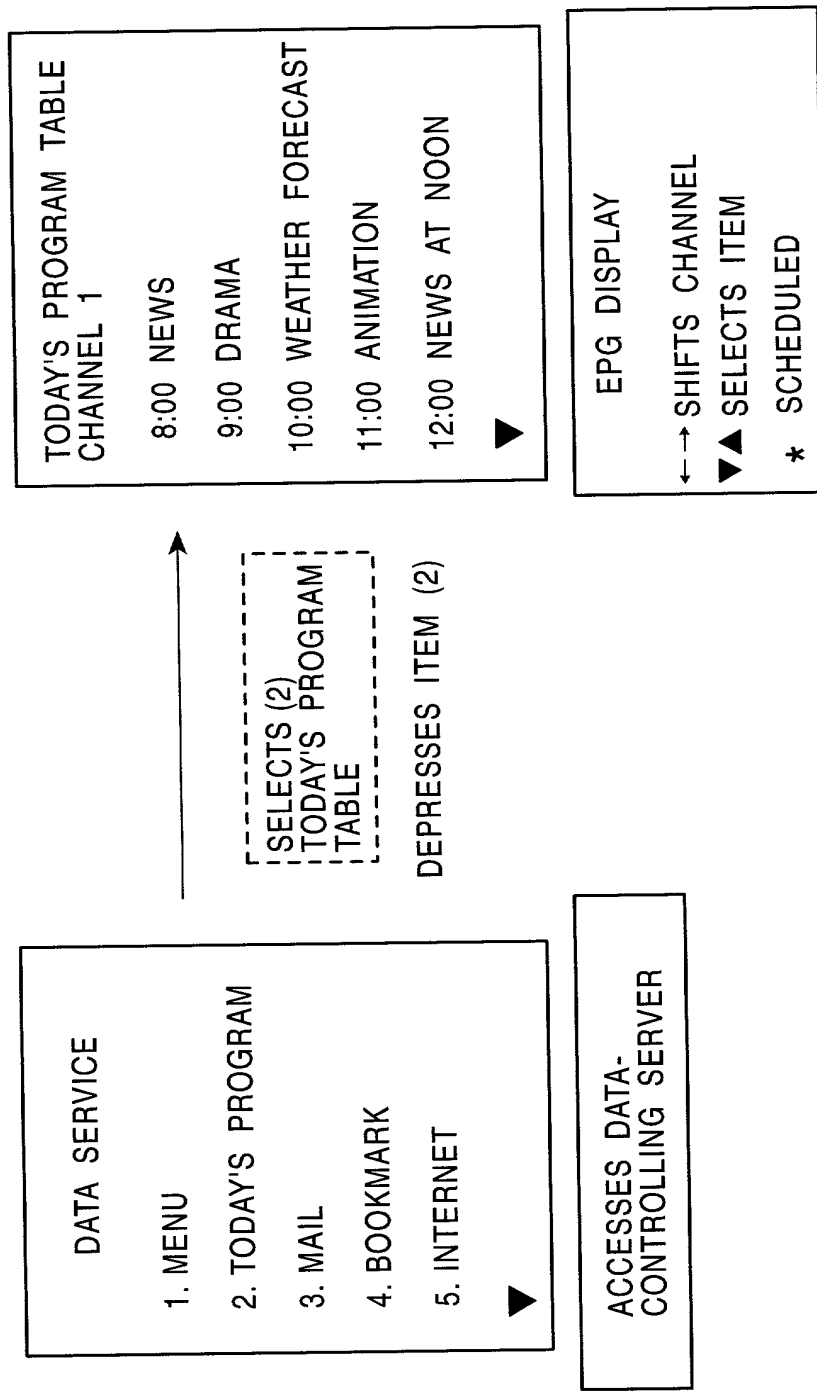 DATA SERVICE
1. MENU
2. TODAY'S PROGRAM
3. MAIL
4. BOOKMARK
5. INTERNET
▼
ACCESSES DATA-
CONTROLLING SERVER
SELECTS (2)
TODAY'S PROGRAM
TABLE
DEPRESSES ITEM (2)
TODAY'S PROGRAM TABLE
CHANNEL 1
8:00 NEWS
9:00 DRAMA
10:00 WEATHER FORECAST
11:00 ANIMATION
12:00 NEWS AT NOON
▼
EPG DISPLAY
←→ SHIFTS CHANNEL
▼▲ SELECTS ITEM
* SCHEDULED